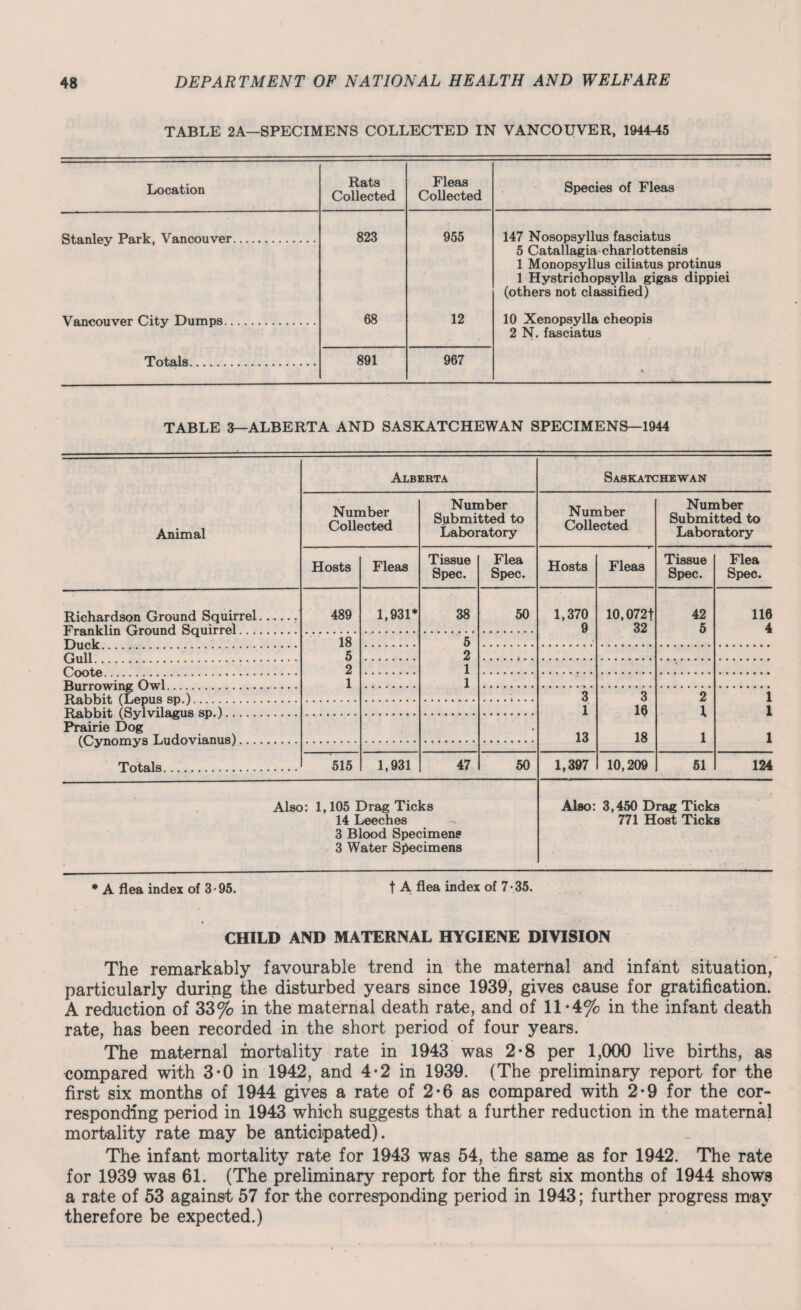 48 DEPARTMENT OF NATIONAL HEALTH AND WELFARE
TABLE 2A—SPECIMENS COLLECTED IN VANCOUVER, 1944-45
Location | Rats Collected | Fleas Collected | Species of Fleas
Stanley Park, Vancouver.............. | 823 | 955 | 147 Nosopsyllus fasciatus
5 Catallagia charlottensis
1 Monopsyllus ciliatus protinus
1 Hystrichopsylla gigas dippiei
(others not classified)
Vancouver City Dumps............... | 68 | 12 | 10 Xenopsylla cheopis
2 N. fasciatus
Totals.................... | 891 | 967
TABLE 3—ALBERTA AND SASKATCHEWAN SPECIMENS—1944
Animal | Alberta | Saskatchewan
Number Collected | Number Submitted to Laboratory | Number Collected | Number Submitted to Laboratory
Hosts | Fleas | Tissue Spec. | Flea Spec. | Hosts | Fleas | Tissue Spec. | Flea Spec.
Richardson Ground Squirrel...... | 489 | 1,931* | 38 | 50 | 1,370 | 10,072† | 42 | 116
Franklin Ground Squirrel......... | ........ | ........ | ........ | ........ | 9 | 32 | 5 | 4
Duck.............................. | 18 | ........ | 5 | ........ | ........ | ........ | ........ | ........
Gull............................... | 5 | ........ | 2 | ........ | ........ | ........ | ........ | ........
Coote............................. | 2 | ........ | 1 | ........ | ........ | ........ | ........ | ........
Burrowing Owl.................... | 1 | ........ | 1 | ........ | ........ | ........ | ........ | ........
Rabbit (Lepus sp.)................ | ........ | ........ | ........ | ........ | 3 | 3 | 2 | 1
Rabbit (Sylvilagus sp.)............ | ........ | ........ | ........ | ........ | 1 | 16 | 1 | 1
Prairie Dog
(Cynomys Ludovianus)......... | ........ | ........ | ........ | ........ | 13 | 18 | 1 | 1
Totals..................... | 515 | 1,931 | 47 | 50 | 1,397 | 10,209 | 51 | 124
Also: 1,105 Drag Ticks | Also: 3,450 Drag Ticks
14 Leeches | 771 Host Ticks
3 Blood Specimens
3 Water Specimens
* A flea index of 3·95. † A flea index of 7·35.
CHILD AND MATERNAL HYGIENE DIVISION
The remarkably favourable trend in the maternal and infant situation,
particularly during the disturbed years since 1939, gives cause for gratification.
A reduction of 33% in the maternal death rate, and of 11·4% in the infant death
rate, has been recorded in the short period of four years.
The maternal mortality rate in 1943 was 2·8 per 1,000 live births, as
compared with 3·0 in 1942, and 4·2 in 1939. (The preliminary report for the
first six months of 1944 gives a rate of 2·6 as compared with 2·9 for the cor-
responding period in 1943 which suggests that a further reduction in the maternal
mortality rate may be anticipated).
The infant mortality rate for 1943 was 54, the same as for 1942. The rate
for 1939 was 61. (The preliminary report for the first six months of 1944 shows
a rate of 53 against 57 for the corresponding period in 1943; further progress may
therefore be expected.)